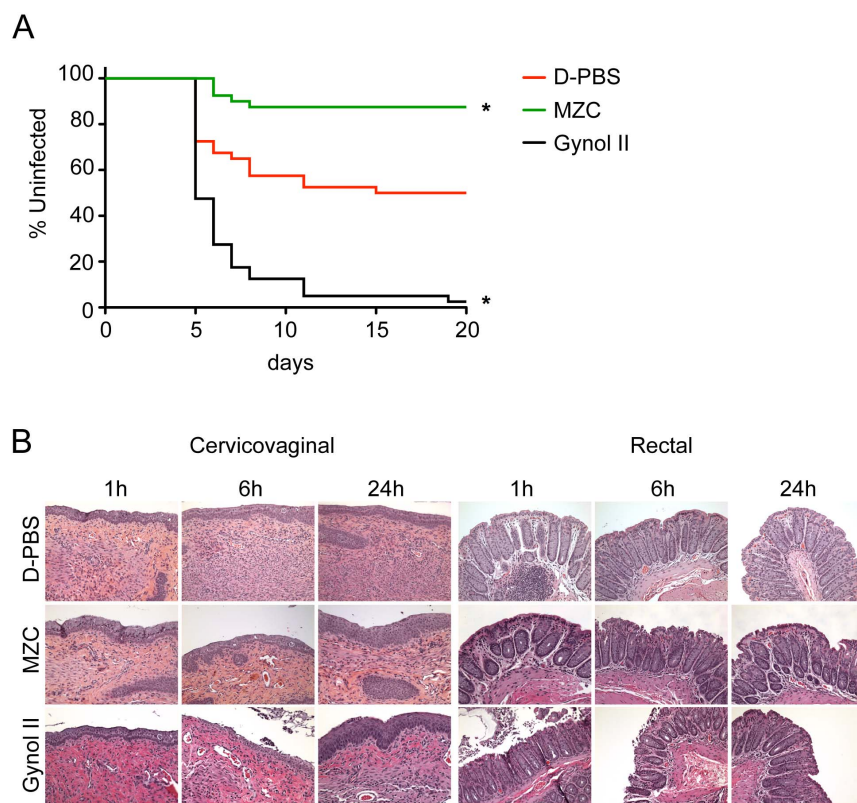 A
100
80
60
40
20
0
% Uninfected
0 5 10 15 20
days
*
*
D-PBS
MZC
Gynol II
B
Cervicovaginal Rectal
1h 6h 24h 1h 6h 24h
D-PBS
MZC
Gynol II